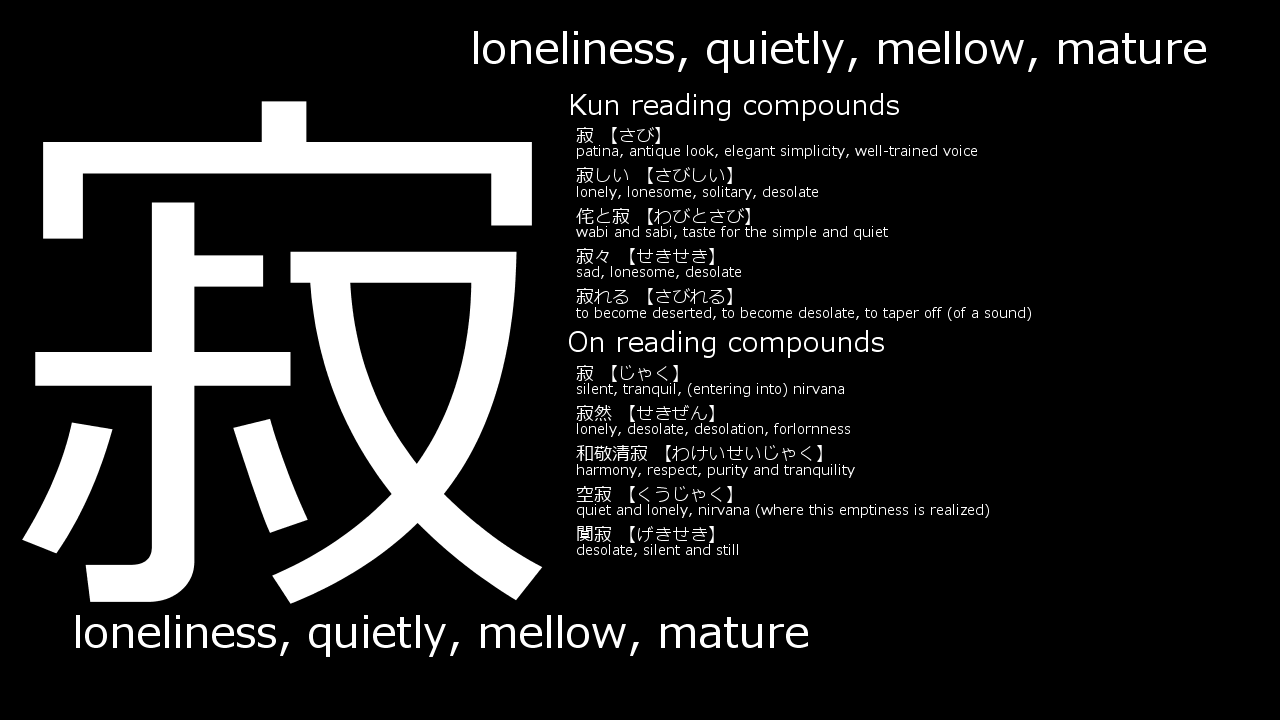 loneliness, quietly, mellow, mature
寂
Kun reading compounds
寂 【さび】
patina, antique look, elegant simplicity, well-trained voice
寂しい 【さびしい】
lonely, lonesome, solitary, desolate
侘と寂 【わびとさび】
wabi and sabi, taste for the simple and quiet
寂々 【せきせき】
sad, lonesome, desolate
寂れる 【さびれる】
to become deserted, to become desolate, to taper off (of a sound)
On reading compounds
寂 【じゃく】
silent, tranquil, (entering into) nirvana
寂然 【せきぜん】
lonely, desolate, desolation, forlornness
和敬清寂 【わけいせいじゃく】
harmony, respect, purity and tranquility
空寂 【くうじゃく】
quiet and lonely, nirvana (where this emptiness is realized)
闃寂 【げきせき】
desolate, silent and still
loneliness, quietly, mellow, mature